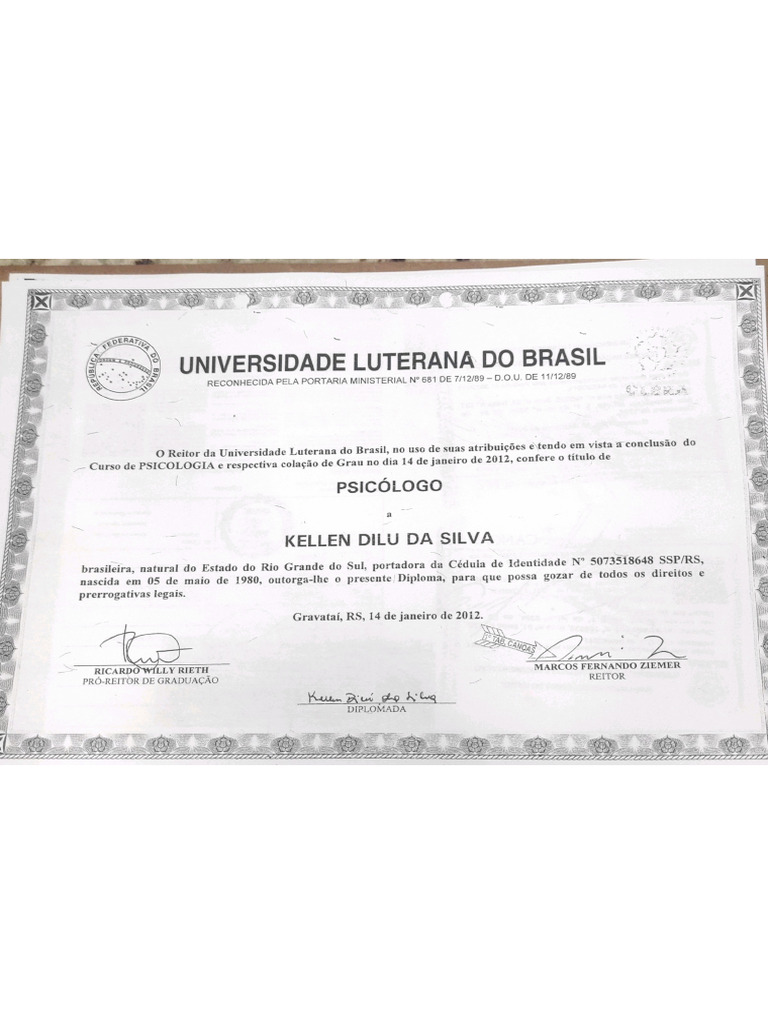 REPÚBLICA FEDERATIVA DO BRASIL
UNIVERSIDADE LUTERANA DO BRASIL
RECONHECIDA PELA PORTARIA MINISTERIAL Nº 681 DE 7/12/89 – D.O.U. DE 11/12/89
O Reitor da Universidade Luterana do Brasil, no uso de suas atribuições e tendo em vista a conclusão do
Curso de PSICOLOGIA e respectiva colação de Grau no dia 14 de janeiro de 2012, confere o título de
PSICÓLOGO
a
KELLEN DILU DA SILVA
brasileira, natural do Estado do Rio Grande do Sul, portadora da Cédula de Identidade Nº 5073518648 SSP/RS,
nascida em 05 de maio de 1980, outorga-lhe o presente Diploma, para que possa gozar de todos os direitos e
prerrogativas legais.
Gravataí, RS, 14 de janeiro de 2012.
CANOAS
RICARDO WILLY RIETH
PRÓ-REITOR DE GRADUAÇÃO
MARCOS FERNANDO ZIEMER
REITOR
Kellen Dilu da Silva
DIPLOMADA